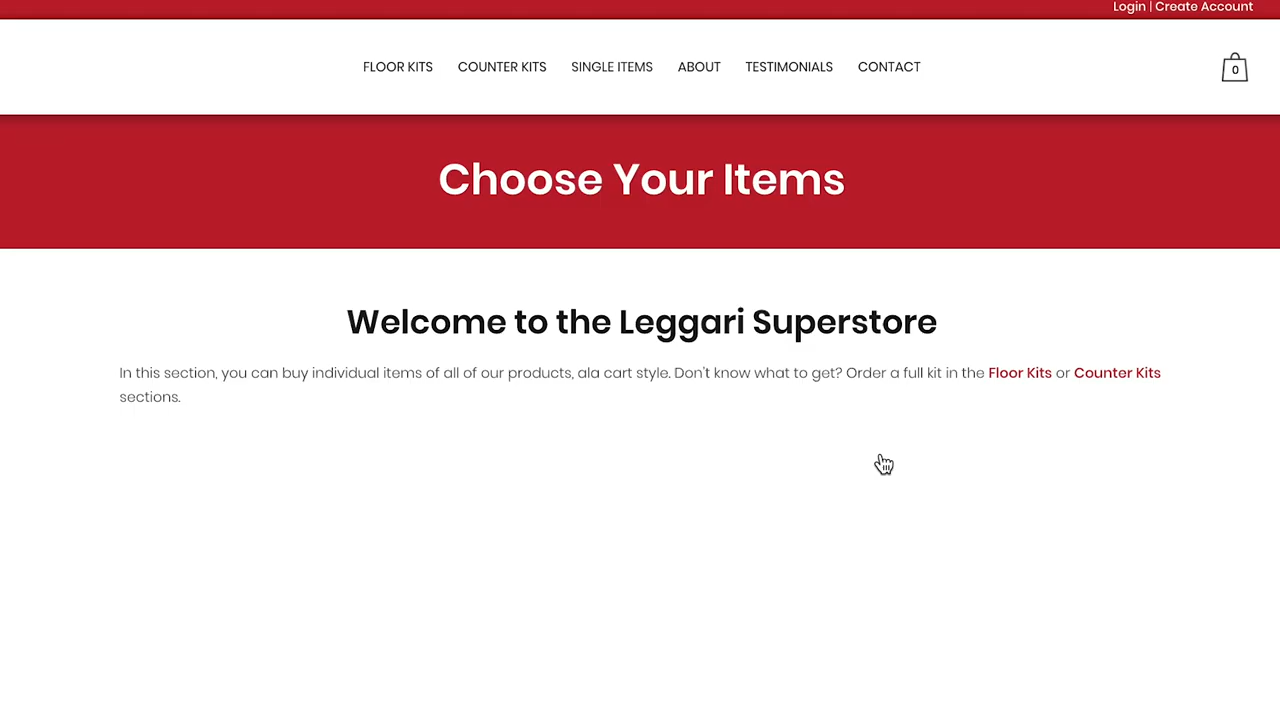 Login | Create Account
FLOOR KITS COUNTER KITS SINGLE ITEMS ABOUT TESTIMONIALS CONTACT
0
Choose Your Items
Welcome to the Leggari Superstore
In this section, you can buy individual items of all of our products, ala cart style. Don't know what to get? Order a full kit in the Floor Kits or Counter Kits
sections.